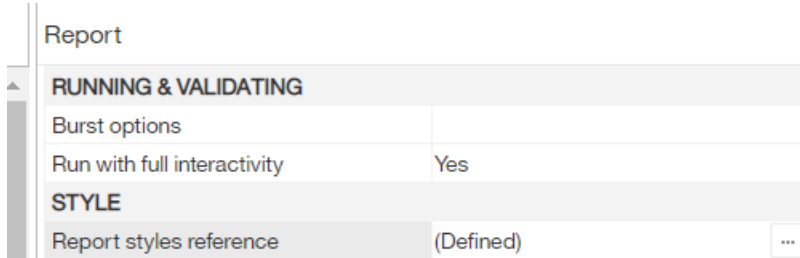 Report
RUNNING & VALIDATING
Burst options
Run with full interactivity Yes
STYLE
Report styles reference (Defined) ...